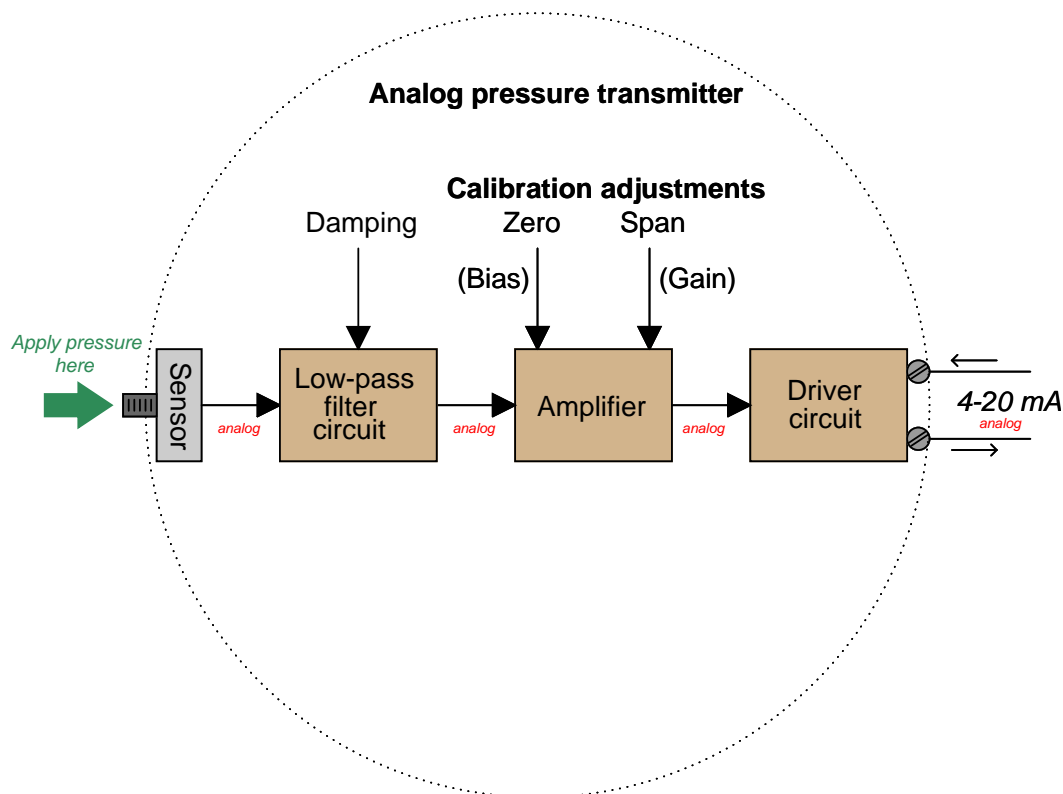 Analog pressure transmitter
Calibration adjustments
Damping
Zero
Span
(Bias)
(Gain)
Apply pressure
here
Sensor
analog
Low-pass
filter
circuit
analog
Amplifier
analog
Driver
circuit
4-20 mA
analog